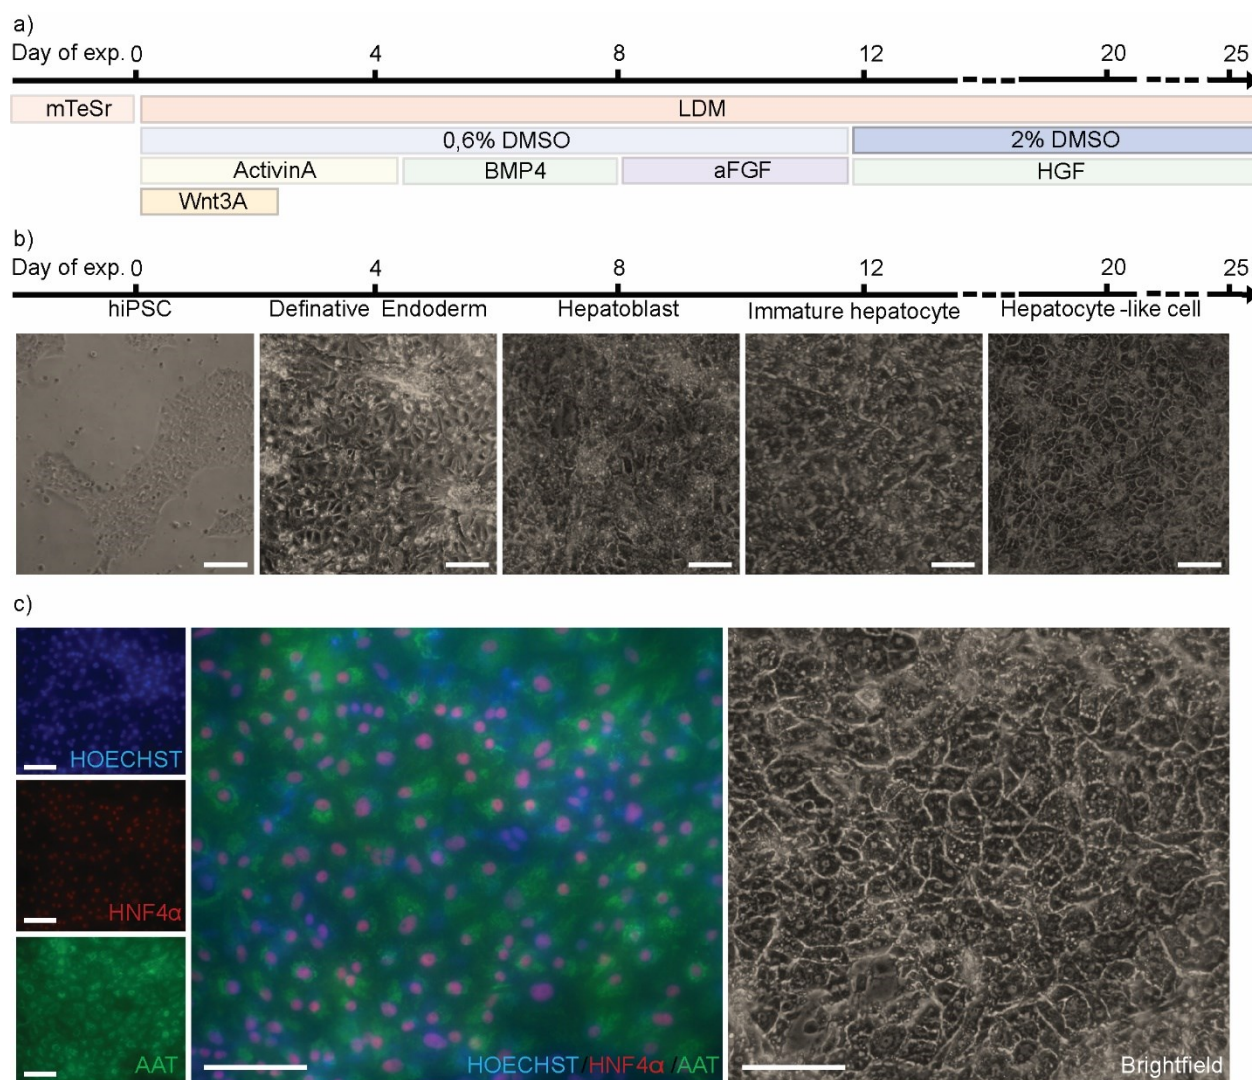 a)
Day of exp. 0 4 8 12 20 25
mTeSr LDM
0,6% DMSO 2% DMSO
ActivinA BMP4 aFGF HGF
Wnt3A
b)
Day of exp. 0 4 8 12 20 25
hiPSC Definative Endoderm Hepatoblast Immature hepatocyte Hepatocyte -like cell
c)
HOECHST
HNF4α
AAT
HOECHST/HNF4α /AAT
Brightfield